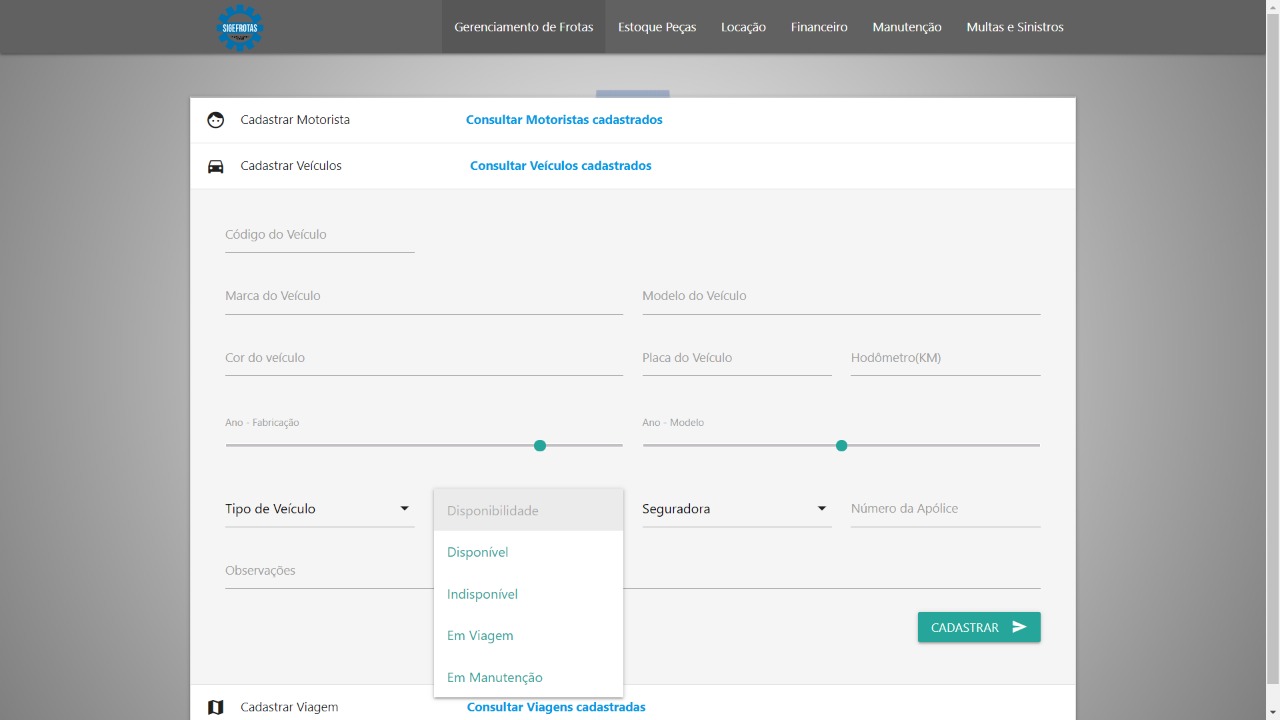 SIGEFROTAS
Gerenciamento de Frotas Estoque Peças Locação Financeiro Manutenção Multas e Sinistros
Cadastrar Motorista Consultar Motoristas cadastrados
Cadastrar Veículos Consultar Veículos cadastrados
Código do Veículo
Marca do Veículo Modelo do Veículo
Cor do veículo Placa do Veículo Hodômetro(KM)
Ano - Fabricação Ano - Modelo
Tipo de Veículo Disponibilidade Seguradora Número da Apólice
Disponível
Observações
Indisponível
CADASTRAR
Em Viagem
Em Manutenção
Cadastrar Viagem Consultar Viagens cadastradas